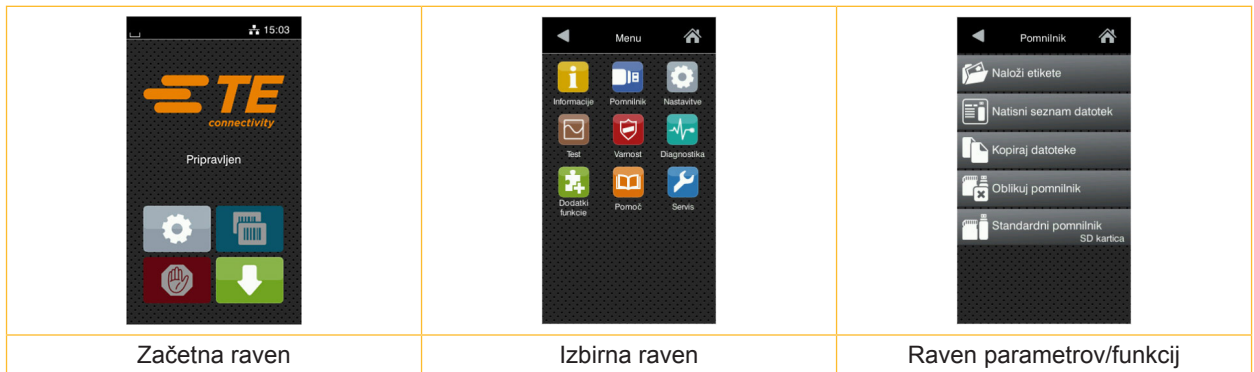 15:03
TE
connectivity
Pripravljen
Začetna raven
Menu
Informacije Pomnilnik Nastavitve
Test Varnost Diagnostika
Dodatki
funkcie Pomoč Servis
Izbirna raven
Pomnilnik
Naloži etikete
Natisni seznam datotek
Kopiraj datoteke
Oblikuj pomnilnik
Standardni pomnilnik
SD kartica
Raven parametrov/funkcij